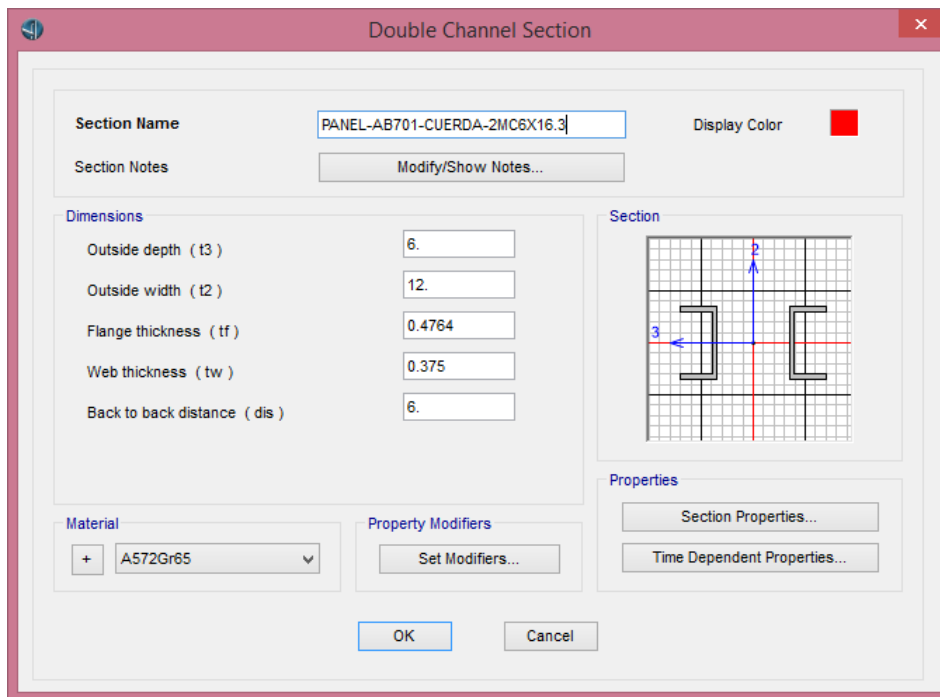 Double Channel Section
Section Name PANEL-AB701-CUERDA-2MC6X16.3 Display Color
Section Notes Modify/Show Notes...
Dimensions
Outside depth ( t3 ) 6.
Outside width ( t2 ) 12.
Flange thickness ( tf ) 0.4764
Web thickness ( tw ) 0.375
Back to back distance ( dis ) 6.
Section
2
3
Properties
Section Properties...
Time Dependent Properties...
Material
+ A572Gr65
Property Modifiers
Set Modifiers...
OK Cancel